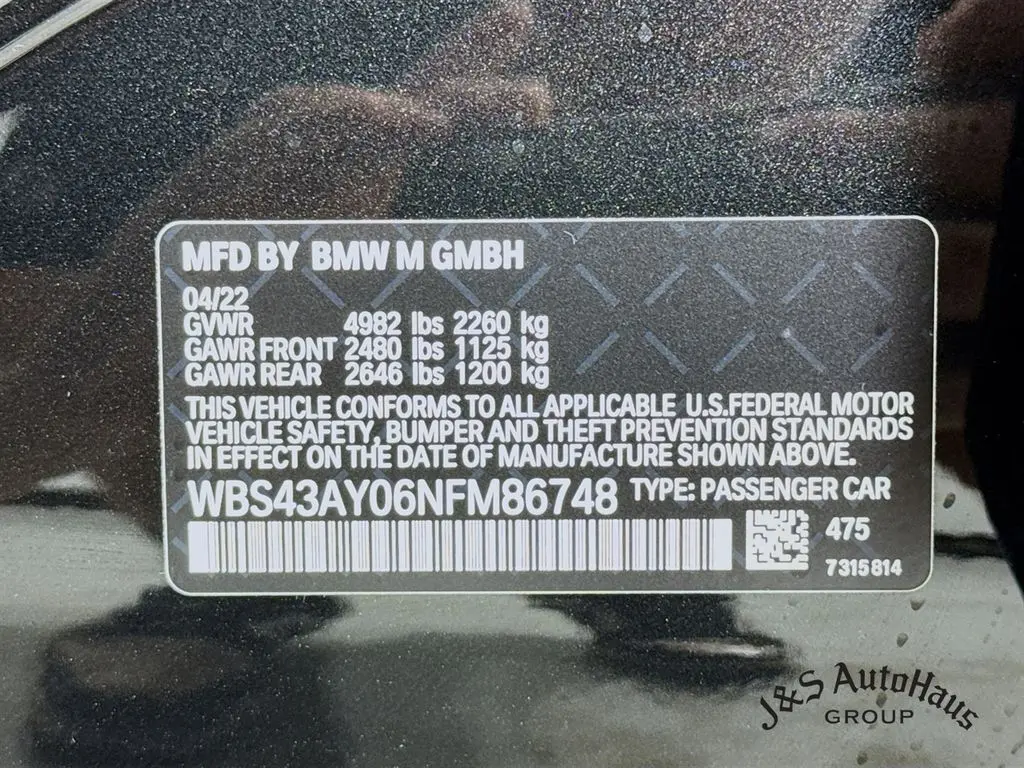 MFD BY BMW M GMBH
04/22
GVWR 4982 lbs 2260 kg
GAWR FRONT 2480 lbs 1125 kg
GAWR REAR 2646 lbs 1200 kg
THIS VEHICLE CONFORMS TO ALL APPLICABLE U.S.FEDERAL MOTOR
VEHICLE SAFETY, BUMPER AND THEFT PREVENTION STANDARDS
IN EFFECT ON THE DATE OF MANUFACTURE SHOWN ABOVE.
WBS43AY06NFM86748 TYPE: PASSENGER CAR
475
7315814
J&S AutoHaus
GROUP